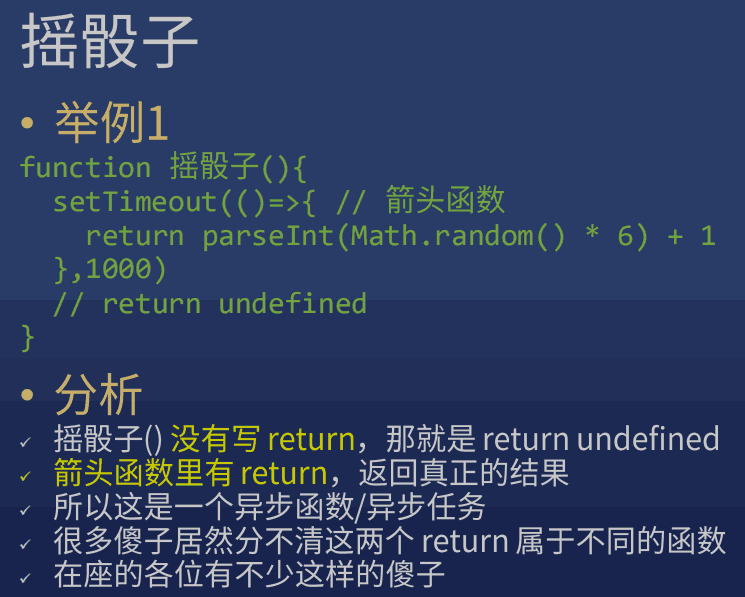 摇骰子
• 举例1
function 摇骰子(){
  setTimeout(()=>{ // 箭头函数
    return parseInt(Math.random() * 6) + 1
  },1000)
  // return undefined
}
• 分析
✓ 摇骰子() 没有写 return，那就是 return undefined
✓ 箭头函数里有 return，返回真正的结果
✓ 所以这是一个异步函数/异步任务
✓ 很多傻子居然分不清这两个 return 属于不同的函数
✓ 在座的各位有不少这样的傻子